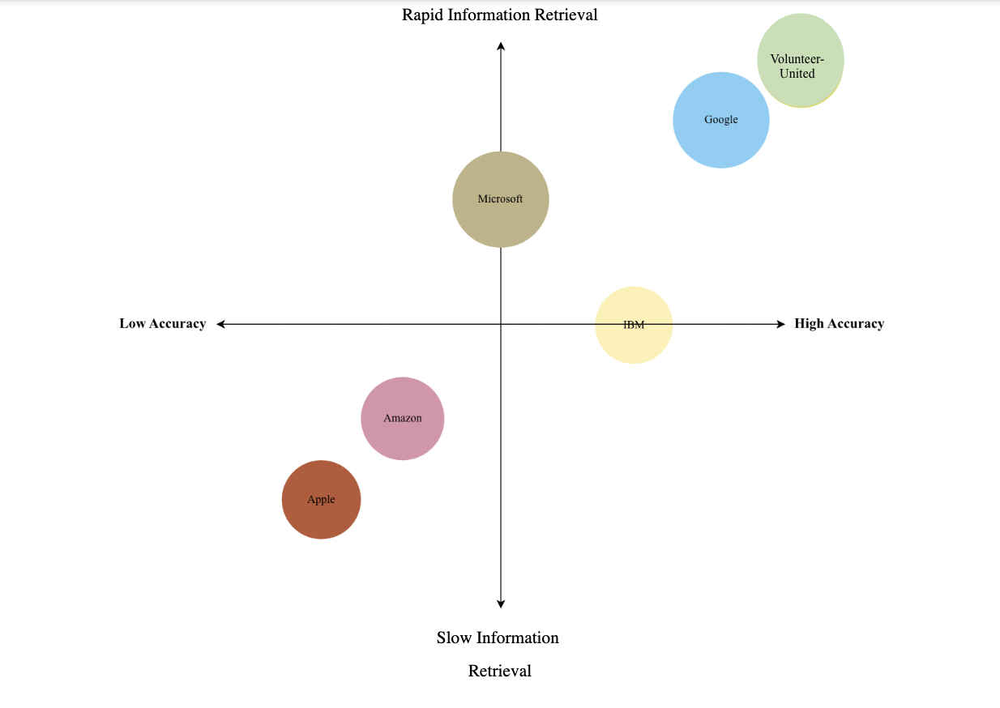 Rapid Information Retrieval
Volunteer-
United
Google
Microsoft
Low Accuracy
IBM
High Accuracy
Amazon
Apple
Slow Information
Retrieval